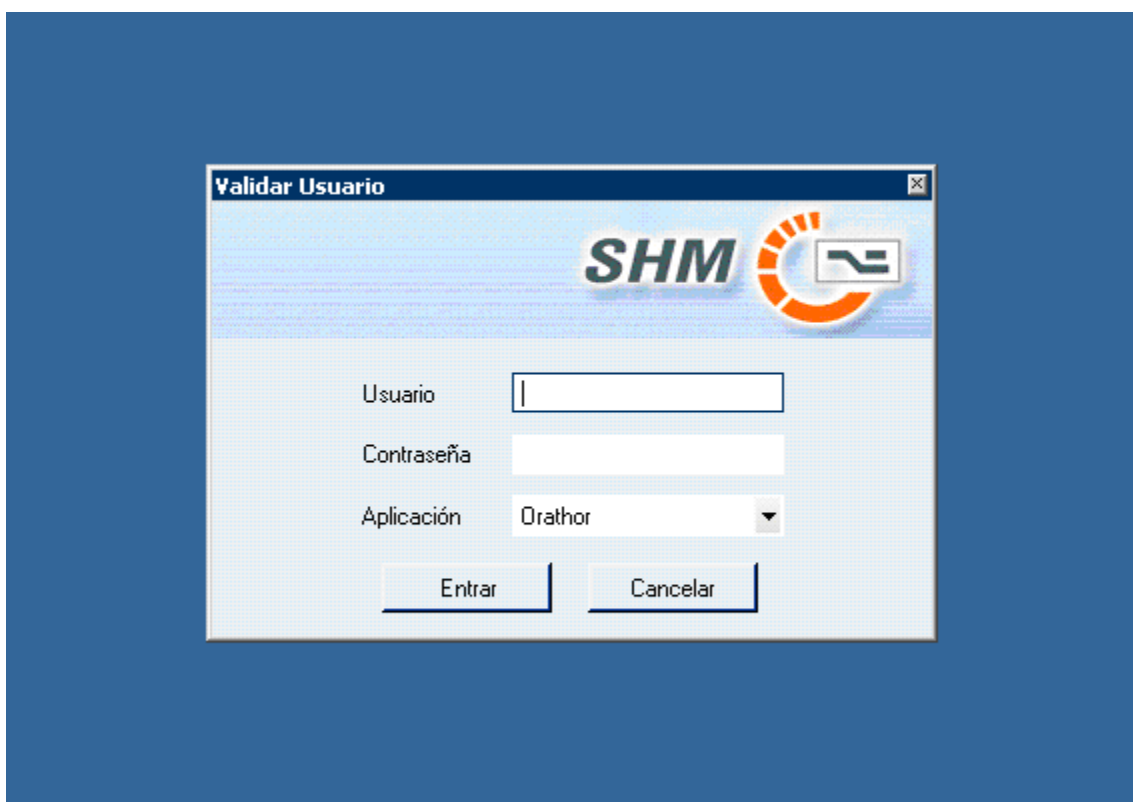 Validar Usuario
SHM
Usuario
Contraseña
Aplicación Orathor
Entrar Cancelar